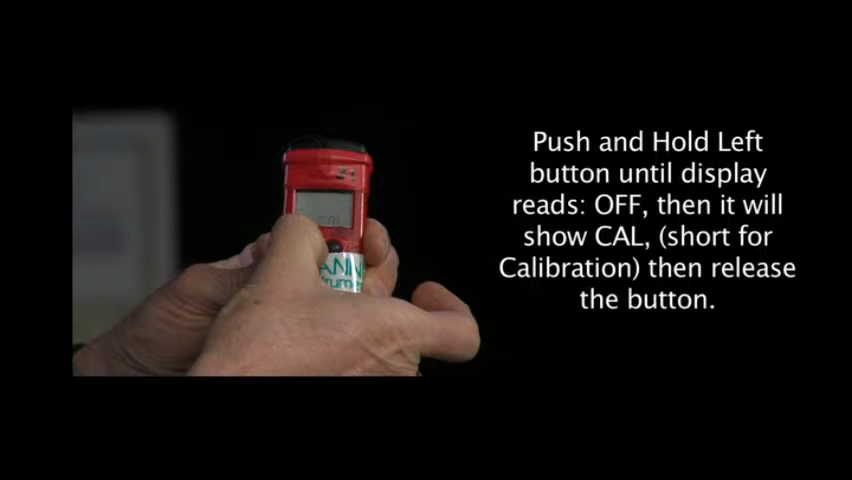 Push and Hold Left
button until display
reads: OFF, then it will
show CAL, (short for
Calibration) then release
the button.
CAL